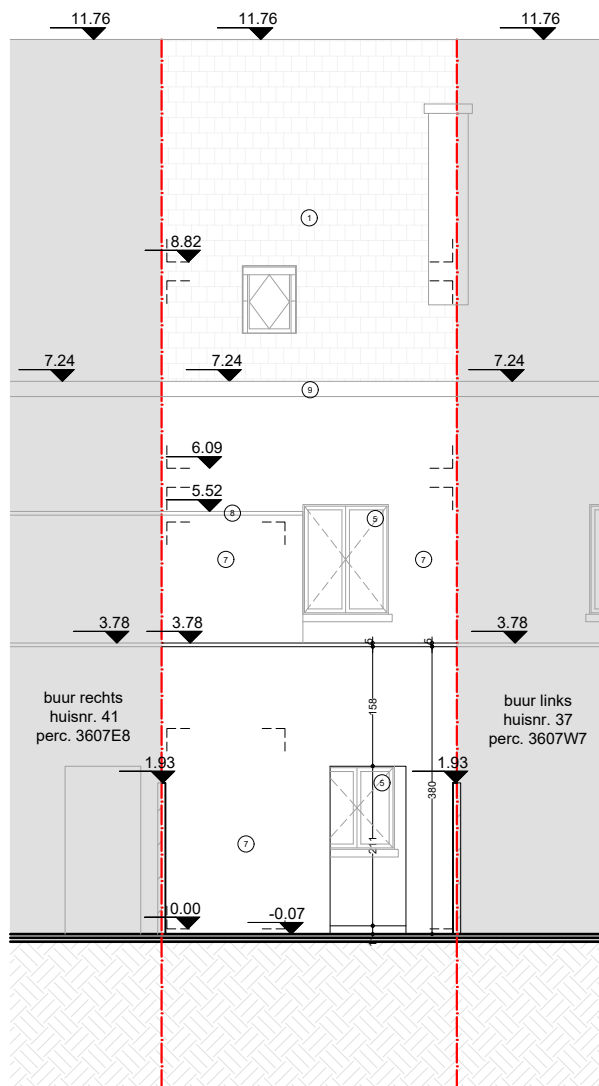 11.76 11.76 11.76
1
8.82
7.24 7.24 7.24
9
6.09
5.52
8
5
7 7
3.78 3.78 3.78
5 5
buur rechts
huisnr. 41
perc. 3607E8
buur links
huisnr. 37
perc. 3607W7
158
1.93 1.93
5
380
211
7
0.00 -0.07